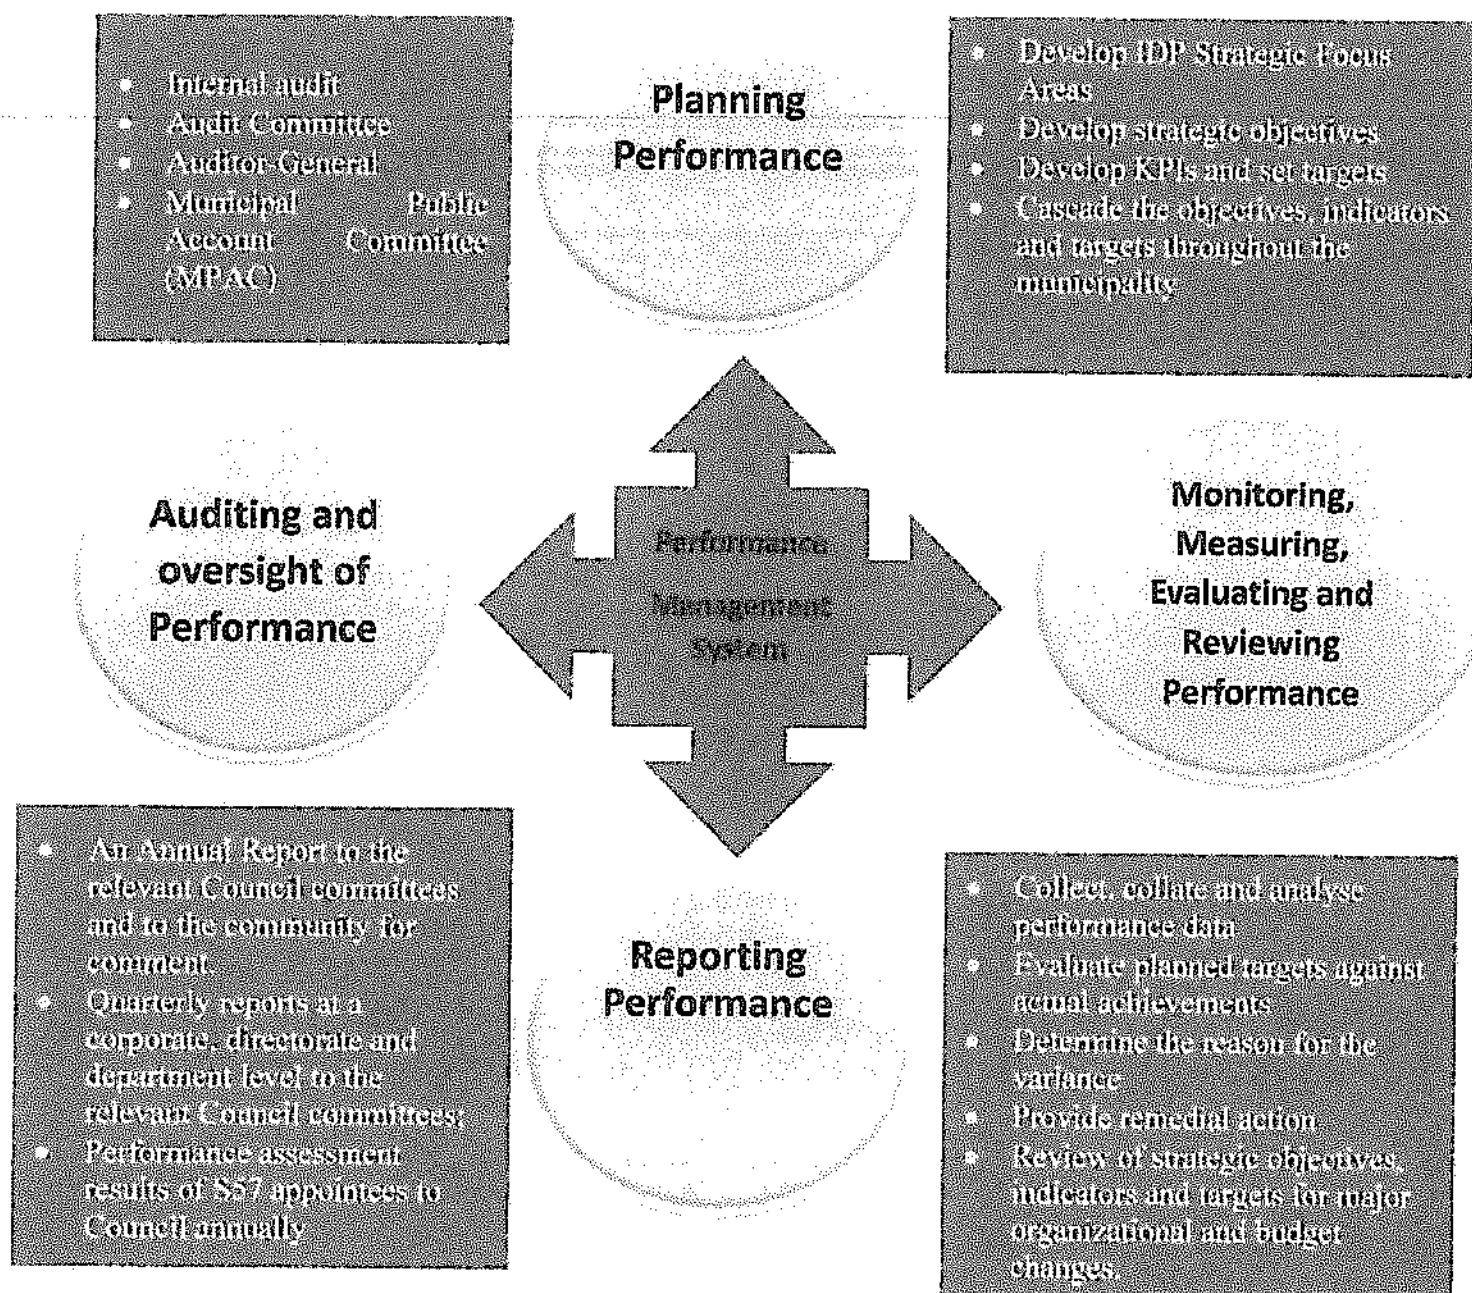 • Internal audit
• Audit Committee
• Auditor-General
• Municipal Public
Account Committee
(MPAC)
Planning
Performance
• Develop IDP Strategic Focus
Areas
• Develop strategic objectives
• Develop KPIs and set targets
• Cascade the objectives, indicators
and targets throughout the
municipality
Auditing and
oversight of
Performance
Performance
Management
System
Monitoring,
Measuring,
Evaluating and
Reviewing
Performance
• An Annual Report to the
relevant Council committees
and to the community for
comment.
• Quarterly reports at a
corporate, directorate and
department level to the
relevant Council committees;
• Performance assessment
results of S57 appointees to
Council annually
Reporting
Performance
• Collect, collate and analyse
performance data
• Evaluate planned targets against
actual achievements
• Determine the reason for the
variance
• Provide remedial action
• Review of strategic objectives,
indicators and targets for major
organizational and budget
changes.